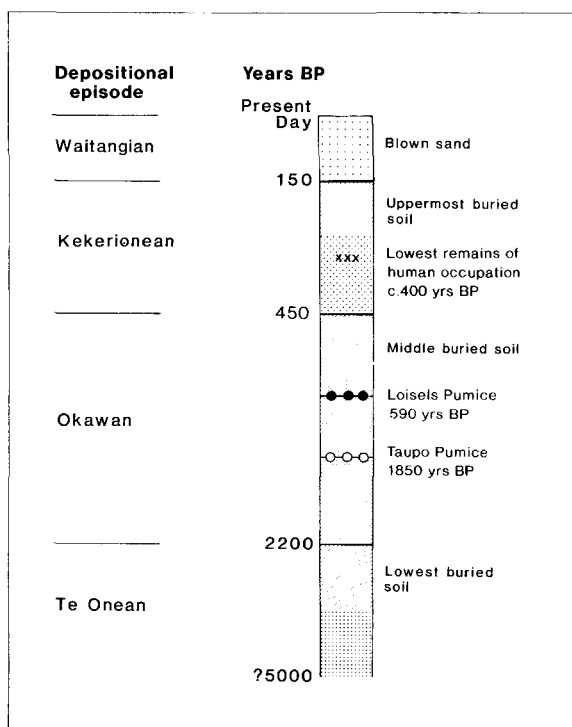 Depositional
episode
Years BP
Present
Day
Waitangian
Blown sand
150
Uppermost buried
soil
Kekerionean
xxx
Lowest remains of
human occupation
c.400 yrs BP
450
Middle buried soil
Loisels Pumice
590 yrs BP
Okawan
Taupo Pumice
1850 yrs BP
2200
Lowest buried
soil
Te Onean
?5000